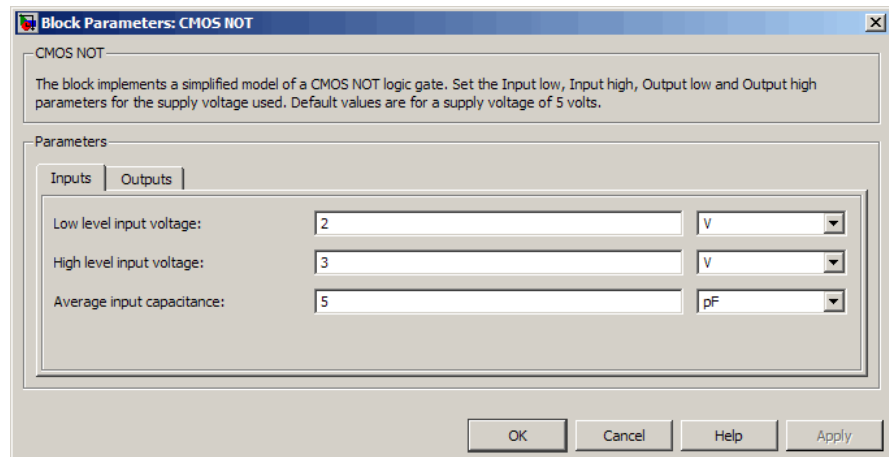 Block Parameters: CMOS NOT
CMOS NOT
The block implements a simplified model of a CMOS NOT logic gate. Set the Input low, Input high, Output low and Output high
parameters for the supply voltage used. Default values are for a supply voltage of 5 volts.
Parameters
Inputs Outputs
Low level input voltage: 2 V
High level input voltage: 3 V
Average input capacitance: 5 pF
OK Cancel Help Apply